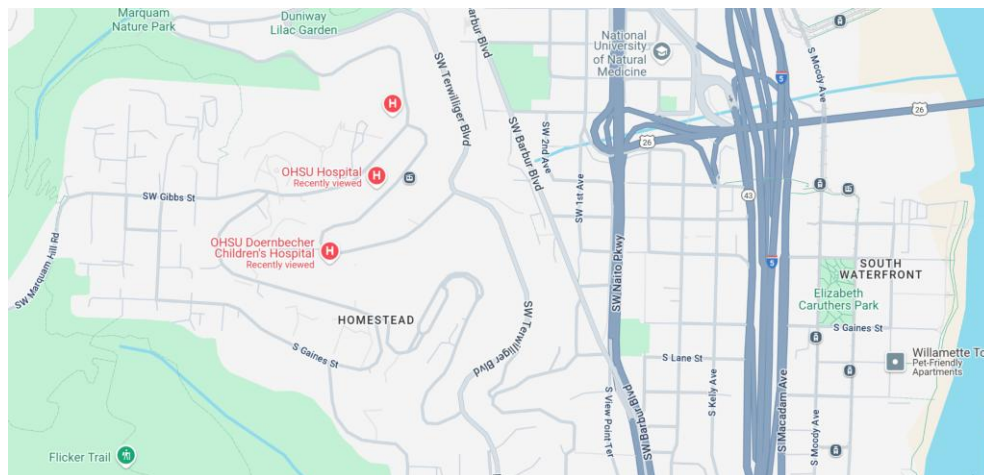 Marquam
Nature Park
Duniway
Lilac Garden
SW Terwilliger Blvd
Barbur Blvd
National
University
of Natural
Medicine
5
S Moody Ave
26
SW Barbur Blvd
SW 2nd Ave
26
H
OHSU Hospital
Recently viewed
H
SW Gibbs St
SW 1st Ave
43
SW Marquam Hill Rd
OHSU Doernbecher
Children's Hospital
Recently viewed
H
SW Naito Pkwy
5
SOUTH
WATERFRONT
Elizabeth
Caruthers Park
HOMESTEAD
SW Terwilliger Blvd
S Gaines St
S Gaines St
S Lane St
Willamette To
Pet-Friendly
Apartments
SW Terwilliger Blvd
S View Point Ter
SW Barbur Blvd
S Kelly Ave
S Macadam Ave
S Moody Ave
Flicker Trail